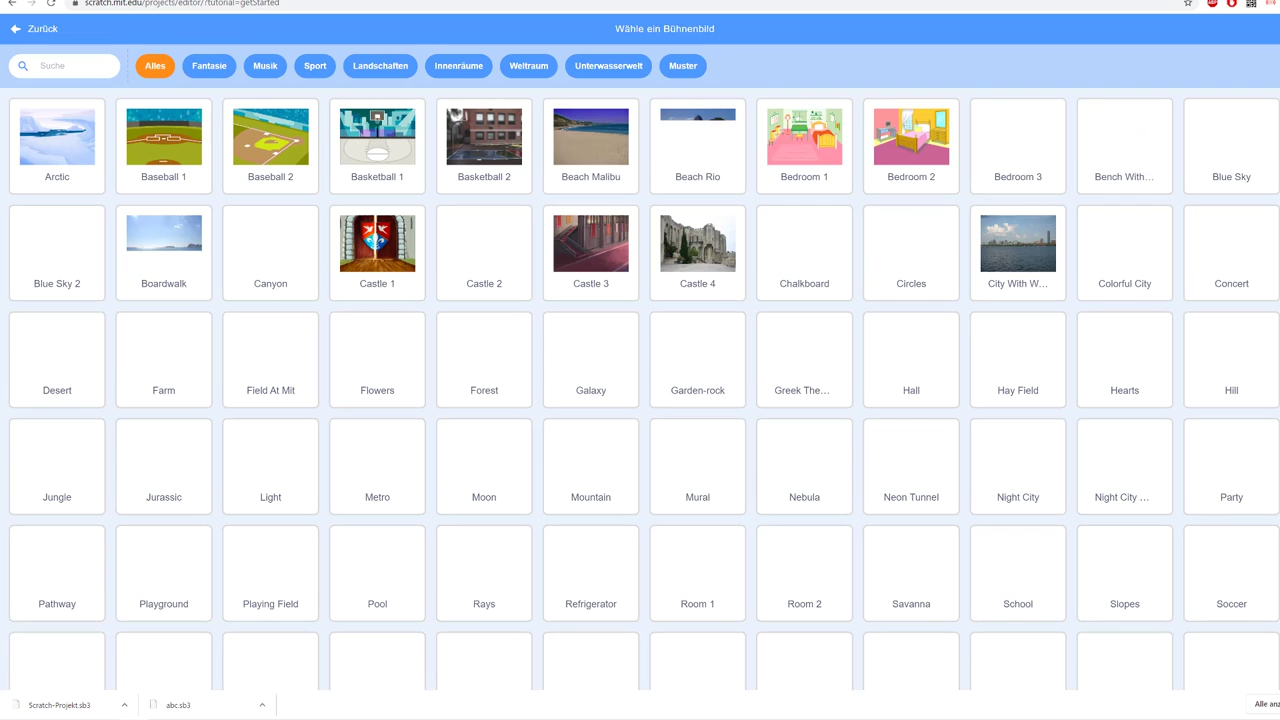 scratch.mit.edu/projects/editor/?tutorial=getStarted
Zurück
Wähle ein Bühnenbild
Suche
Alles
Fantasie
Musik
Sport
Landschaften
Innenräume
Weltraum
Unterwasserwelt
Muster
Arctic
Baseball 1
Baseball 2
Basketball 1
Basketball 2
Beach Malibu
Beach Rio
Bedroom 1
Bedroom 2
Bedroom 3
Bench With...
Blue Sky
Blue Sky 2
Boardwalk
Canyon
Castle 1
Castle 2
Castle 3
Castle 4
Chalkboard
Circles
City With W...
Colorful City
Concert
Desert
Farm
Field At Mit
Flowers
Forest
Galaxy
Garden-rock
Greek The...
Hall
Hay Field
Hearts
Hill
Jungle
Jurassic
Light
Metro
Moon
Mountain
Mural
Nebula
Neon Tunnel
Night City
Night City ...
Party
Pathway
Playground
Playing Field
Pool
Rays
Refrigerator
Room 1
Room 2
Savanna
School
Slopes
Soccer
Scratch-Projekt.sb3
abc.sb3
Alle anz